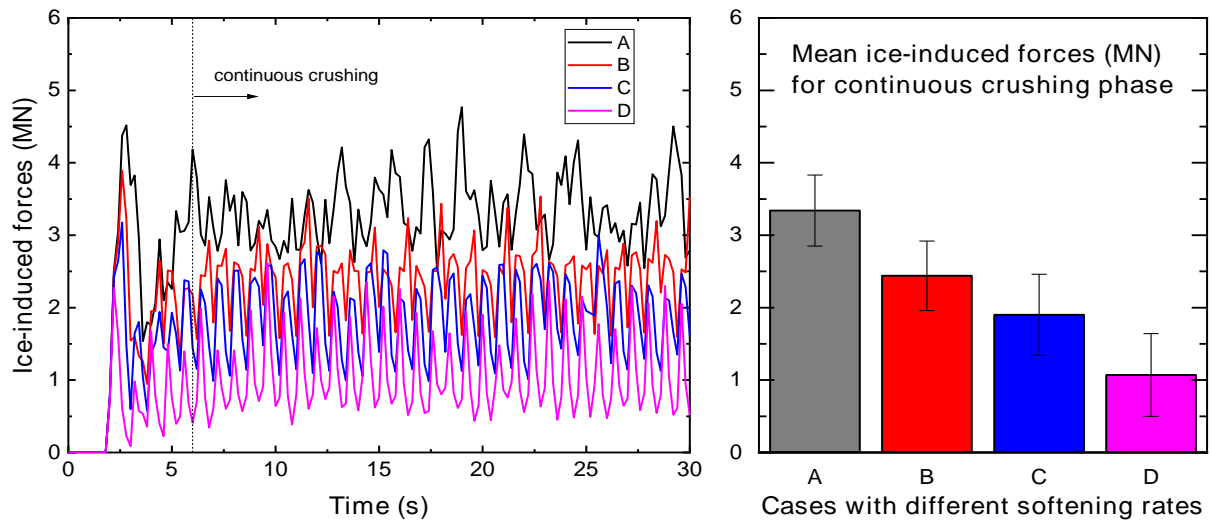 6
5
4
3
2
1
0
Ice-induced forces (MN)
continuous crushing
A
B
C
D
0
5
10
15
20
25
30
Time (s)
6
5
4
3
2
1
0
Mean ice-induced forces (MN)
for continuous crushing phase
A
B
C
D
Cases with different softening rates